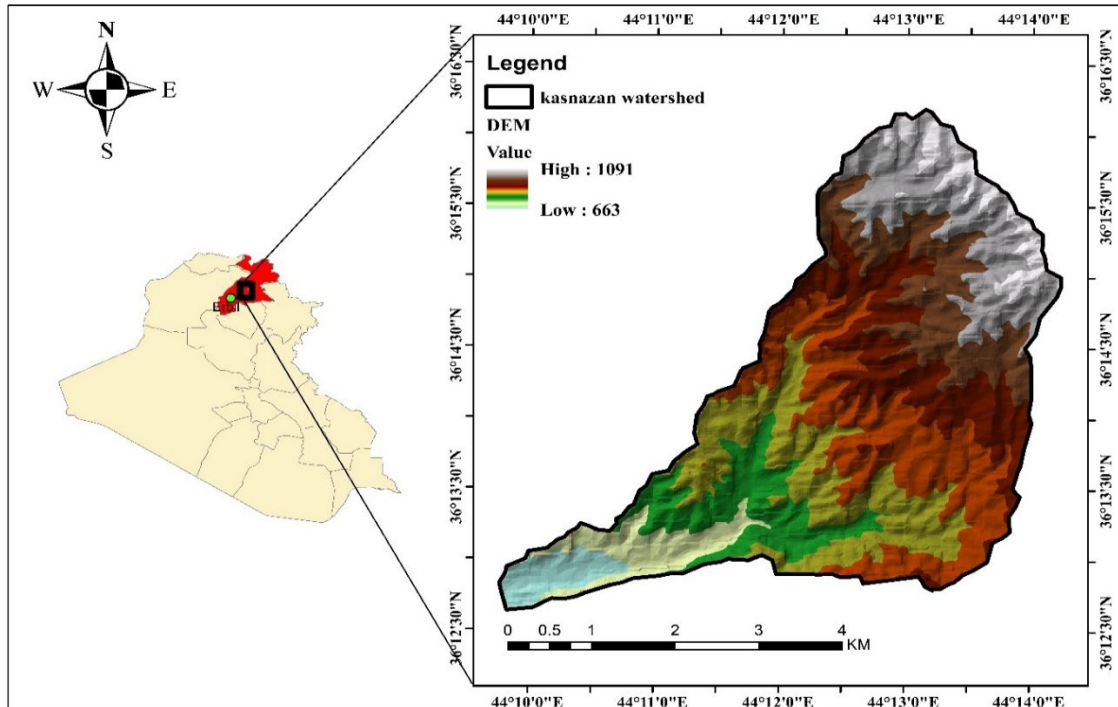 N
W E
S
44°10'0"E 44°11'0"E 44°12'0"E 44°13'0"E 44°14'0"E
Legend
kasnazan watershed
DEM
Value
High : 1091
Low : 663
36°16'30"N 36°16'30"N
36°15'30"N 36°15'30"N
36°14'30"N 36°14'30"N
36°13'30"N 36°13'30"N
36°12'30"N 36°12'30"N
0 0.5 1 2 3 4
KM
44°10'0"E 44°11'0"E 44°12'0"E 44°13'0"E 44°14'0"E